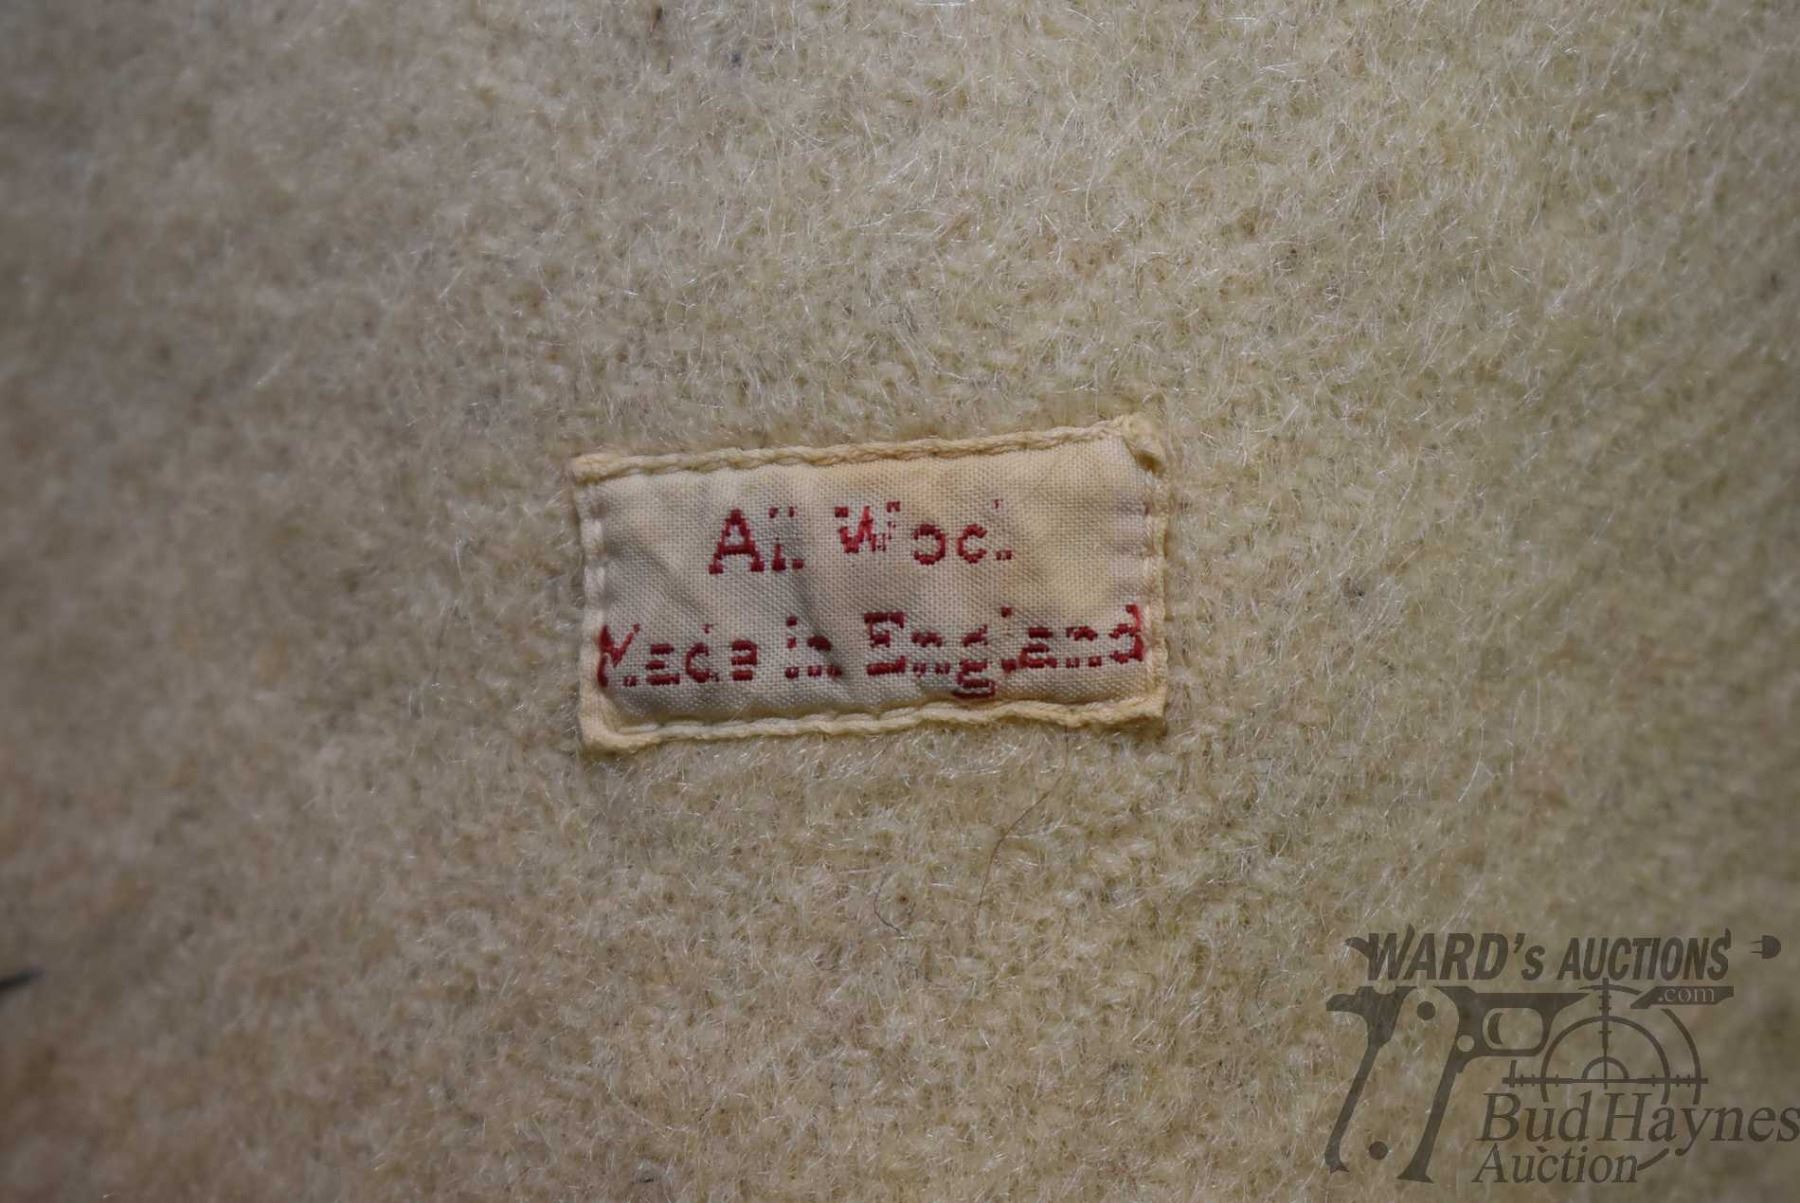 All Wool
Made in England
WARD's AUCTIONS
.com
Bud Haynes
Auction